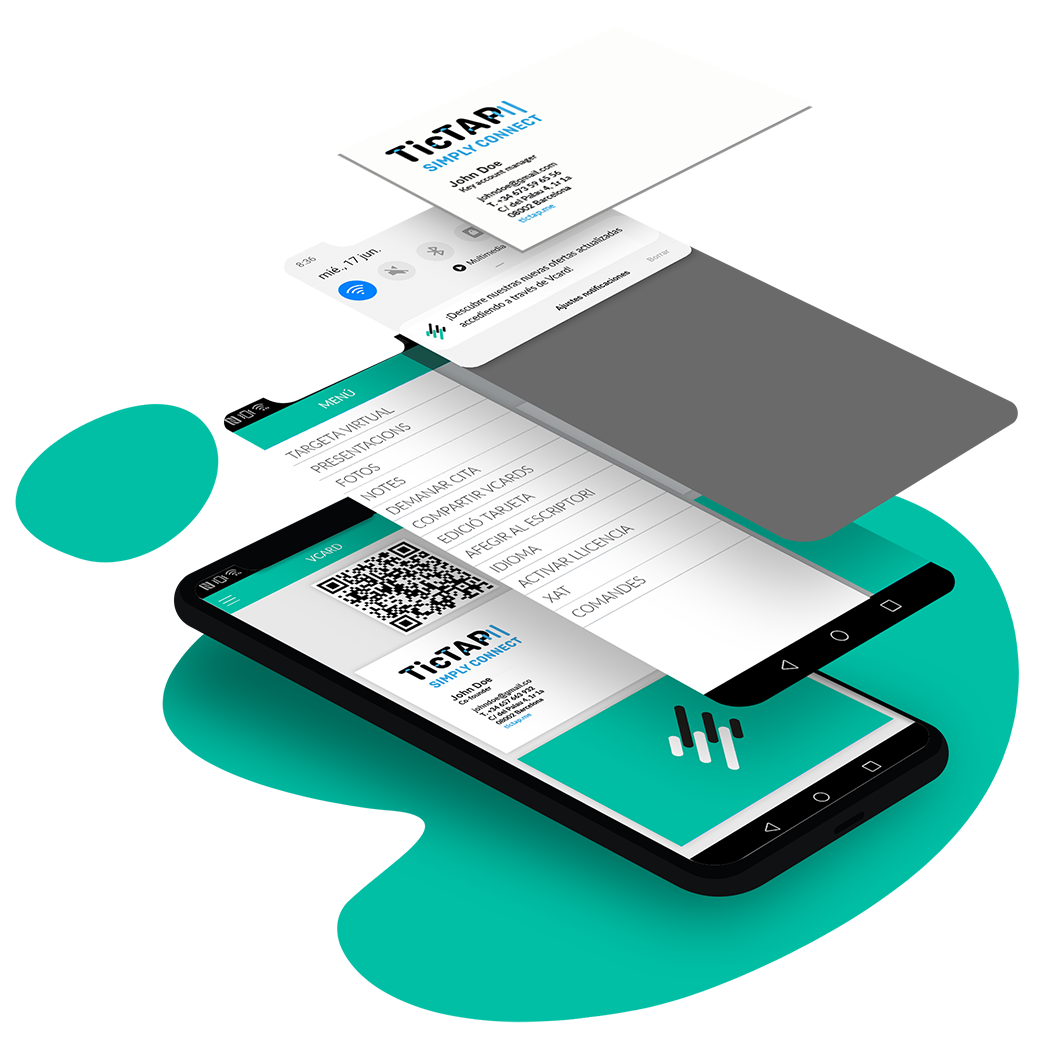 TicTAP
SIMPLY CONNECT
John Doe
Key account manager
johndoe@gmail.com
T. +34 673 59 65 56
C/ del Palau 4, 1r 1a
08002 Barcelona
tictap.me
8:36
mié., 17 jun.
Multimedia
¡Descubre nuestras nuevas ofertas actualizadas
accediendo a través de Vcard!
Ajustes notificaciones
Borrar
MENÚ
TARGETA VIRTUAL
PRESENTACIONS
FOTOS
NOTES
DEMANAR CITA
COMPARTIR VCARDS
EDICIÓ TARJETA
AFEGIR AL ESCRIPTORI
IDIOMA
ACTIVAR LLICENCIA
XAT
COMANDES
VCARD
TicTAP
SIMPLY CONNECT
John Doe
Co-founder
johndoe@gmail.co
T. +34 657 663 932
C/ del Palau 4, 1r 1a
08002 Barcelona
tictap.me